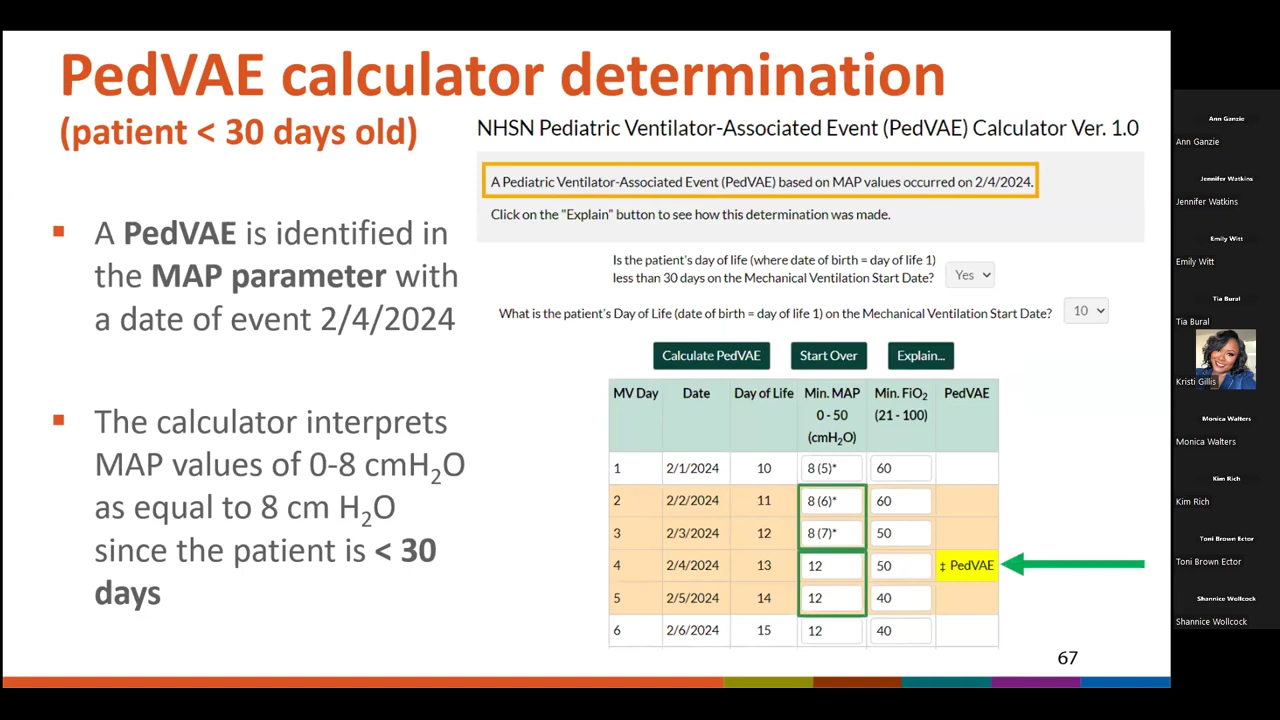 PedVAE calculator determination
(patient < 30 days old)
▪ A PedVAE is identified in
the MAP parameter with
a date of event 2/4/2024
▪ The calculator interprets
MAP values of 0-8 cmH₂O
as equal to 8 cm H₂O
since the patient is < 30
days
NHSN Pediatric Ventilator-Associated Event (PedVAE) Calculator Ver. 1.0
A Pediatric Ventilator-Associated Event (PedVAE) based on MAP values occurred on 2/4/2024.
Click on the "Explain" button to see how this determination was made.
Is the patient's day of life (where date of birth = day of life 1)
less than 30 days on the Mechanical Ventilation Start Date? Yes
What is the patient's Day of Life (date of birth = day of life 1) on the Mechanical Ventilation Start Date? 10
Calculate PedVAE Start Over Explain...
MV Day Date Day of Life Min. MAP Min. FiO₂ PedVAE
0 - 50 (21 - 100)
(cmH₂O)
1 2/1/2024 10 8 (5)* 60
2 2/2/2024 11 8 (6)* 60
3 2/3/2024 12 8 (7)* 50
4 2/4/2024 13 12 50 ‡ PedVAE
5 2/5/2024 14 12 40
6 2/6/2024 15 12 40
67
Ann Ganzie
Ann Ganzie
Jennifer Watkins
Jennifer Watkins
Emily Witt
Emily Witt
Tia Bural
Tia Bural
Kristi Gillis
Monica Walters
Monica Walters
Kim Rich
Kim Rich
Toni Brown Ector
Toni Brown Ector
Shannice Wollcock
Shannice Wollcock